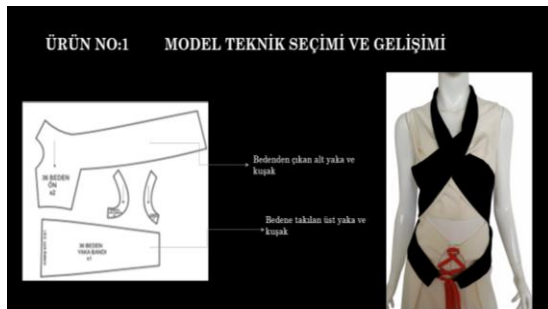 ÜRÜN NO:1 MODEL TEKNİK SEÇİMİ VE GELİŞİMİ
36 BEDEN
ÖN
x2
Bedenden çıkan alt yaka ve
kuşak
Bedene takılan üst yaka ve
kuşak
36 BEDEN
YAKA BANDI
x1